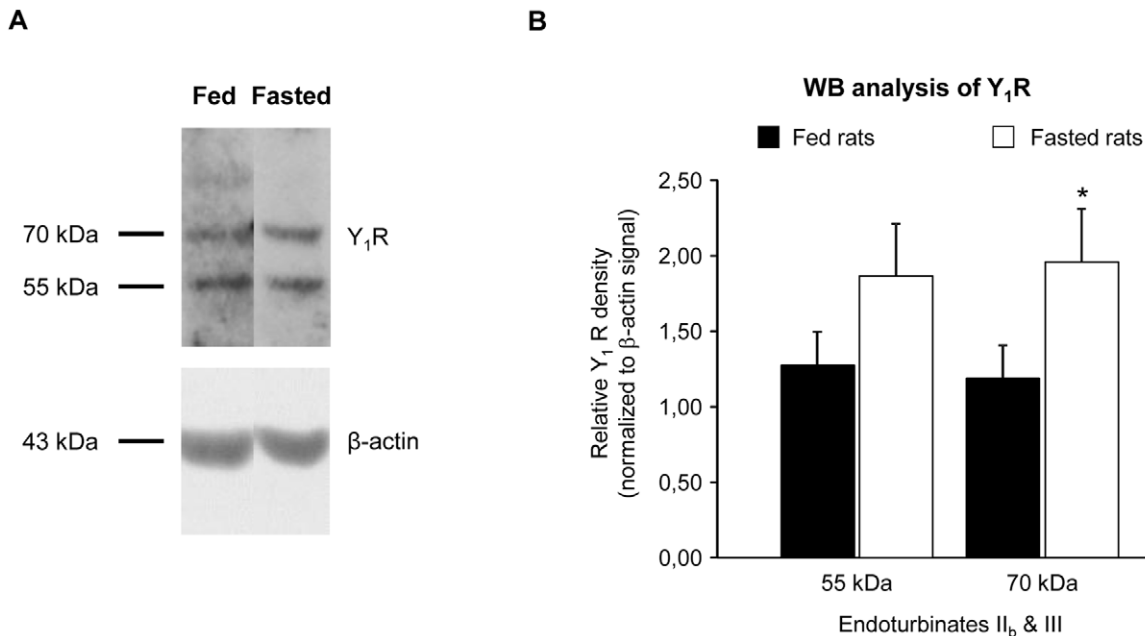 A
Fed Fasted
70 kDa
Y₁R
55 kDa
43 kDa
β-actin
B
WB analysis of Y₁R
Fed rats
Fasted rats
Relative Y₁ R density
(normalized to β-actin signal)
2,50
2,00
1,50
1,00
0,50
0,00
*
55 kDa
70 kDa
Endoturbinates II_b & III